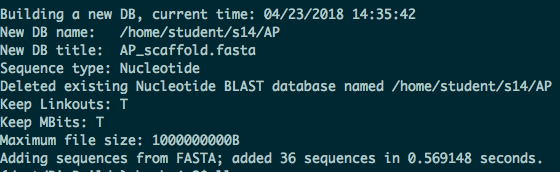 Building a new DB, current time: 04/23/2018 14:35:42
New DB name:   /home/student/s14/AP
New DB title:  AP_scaffold.fasta
Sequence type: Nucleotide
Deleted existing Nucleotide BLAST database named /home/student/s14/AP
Keep Linkouts: T
Keep MBits: T
Maximum file size: 1000000000B
Adding sequences from FASTA; added 36 sequences in 0.569148 seconds.